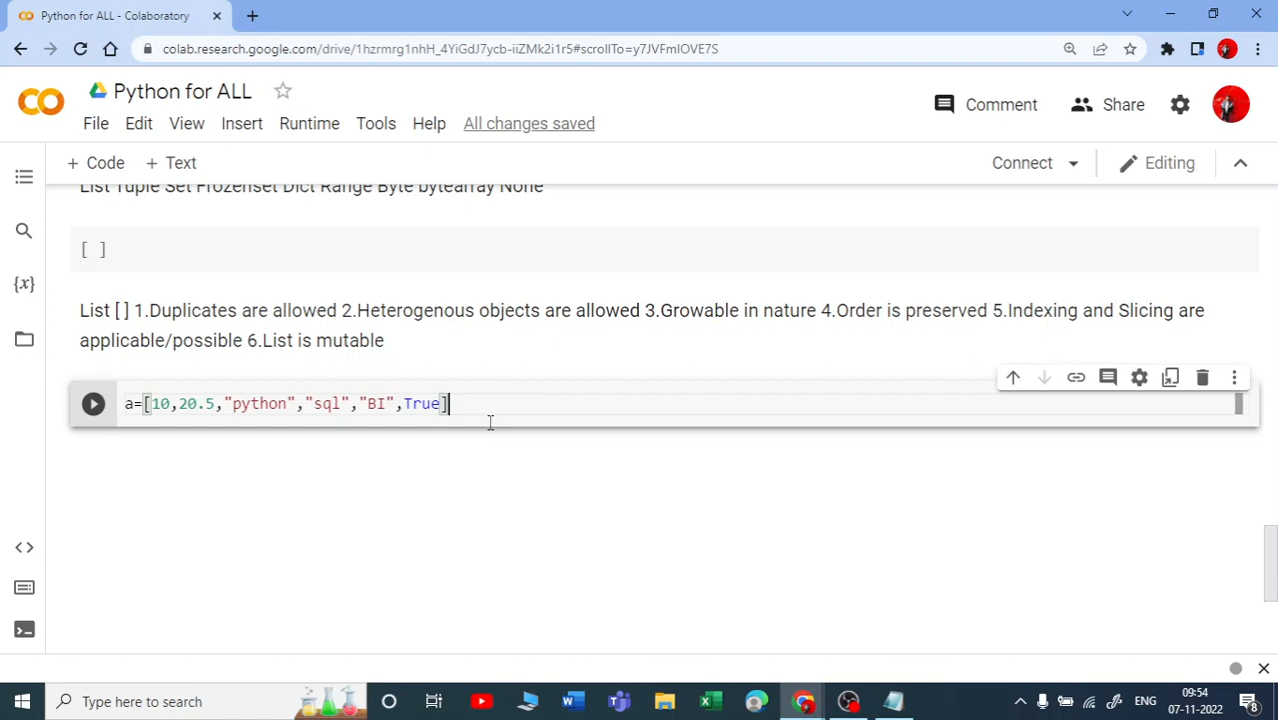 Python for ALL - Colaboratory
colab.research.google.com/drive/1hzrmrg1nhH_4YiGdJ7ycb-iiZMk2i1r5#scrollTo=y7JVFmIOVE7S
Python for ALL
Comment
Share
File Edit View Insert Runtime Tools Help All changes saved
+ Code + Text
Connect
Editing
List Tuple Set Frozenset Dict Range Byte bytearray None
[ ]
List [ ] 1.Duplicates are allowed 2.Heterogenous objects are allowed 3.Growable in nature 4.Order is preserved 5.Indexing and Slicing are
applicable/possible 6.List is mutable
a=[10,20.5,"python","sql","BI",True]
Type here to search
ENG
09:54
07-11-2022
8